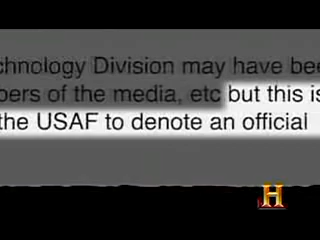 chnology Division may have bee
bers of the media, etc but this is
the USAF to denote an official
H